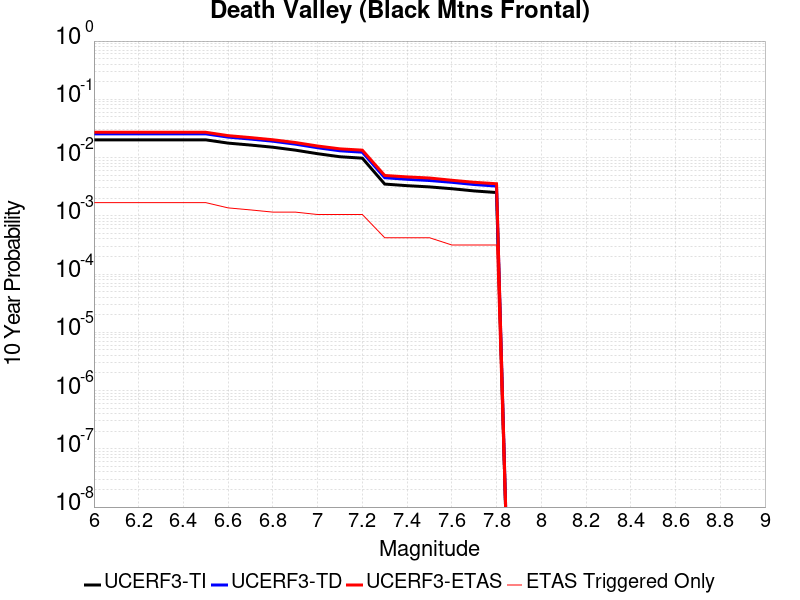 Death Valley (Black Mtns Frontal)
10^0
10^-1
10^-2
10^-3
10^-4
10^-5
10^-6
10^-7
10^-8
10 Year Probability
6 6.2 6.4 6.6 6.8 7 7.2 7.4 7.6 7.8 8 8.2 8.4 8.6 8.8 9
Magnitude
UCERF3-TI UCERF3-TD UCERF3-ETAS ETAS Triggered Only